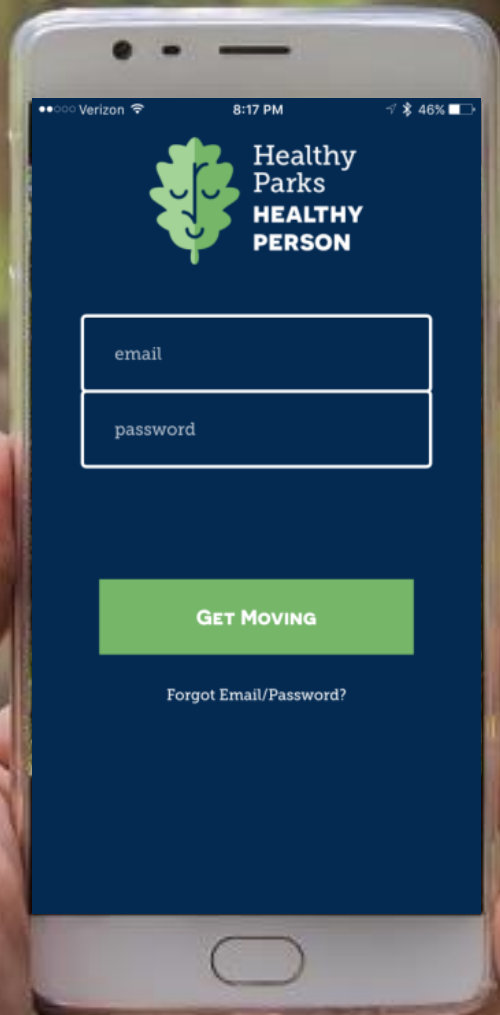 Verizon 8:17 PM 46%
Healthy
Parks
HEALTHY
PERSON
email
password
GET MOVING
Forgot Email/Password?